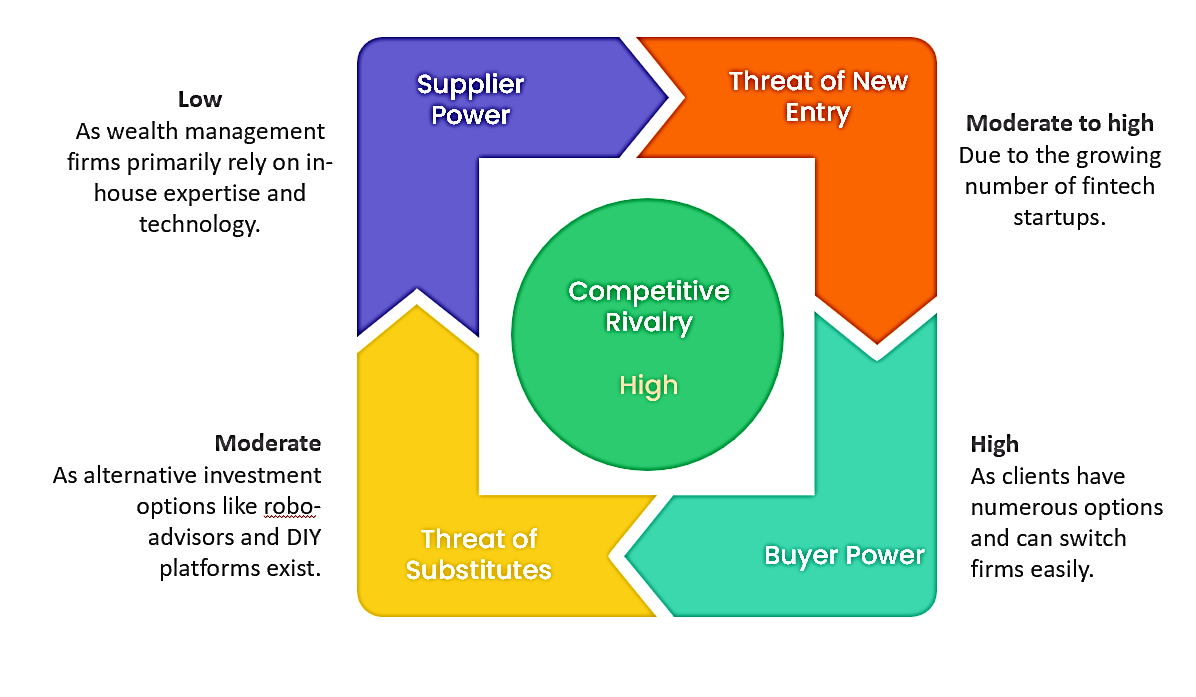 Supplier
Power
Threat of New
Entry
Low
As wealth management
firms primarily rely on in-
house expertise and
technology.
Moderate to high
Due to the growing
number of fintech
startups.
Competitive
Rivalry
High
Moderate
As alternative investment
options like robo-
advisors and DIY
platforms exist.
High
As clients have
numerous options
and can switch
firms easily.
Threat of
Substitutes
Buyer Power